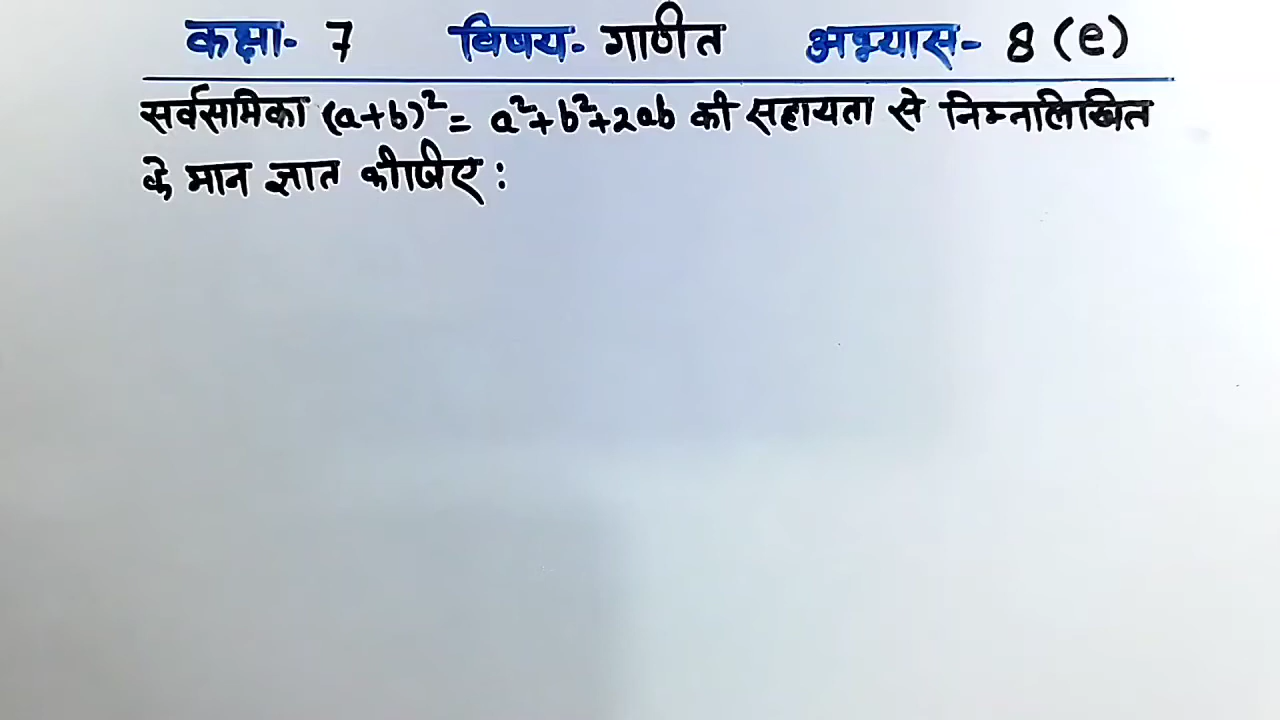 कक्षा- 7 विषय- गणित अभ्यास- 8 (e)
सर्वसमिका (a+b)² = a²+b²+2ab की सहायता से निम्नलिखित
के मान ज्ञात कीजिए :